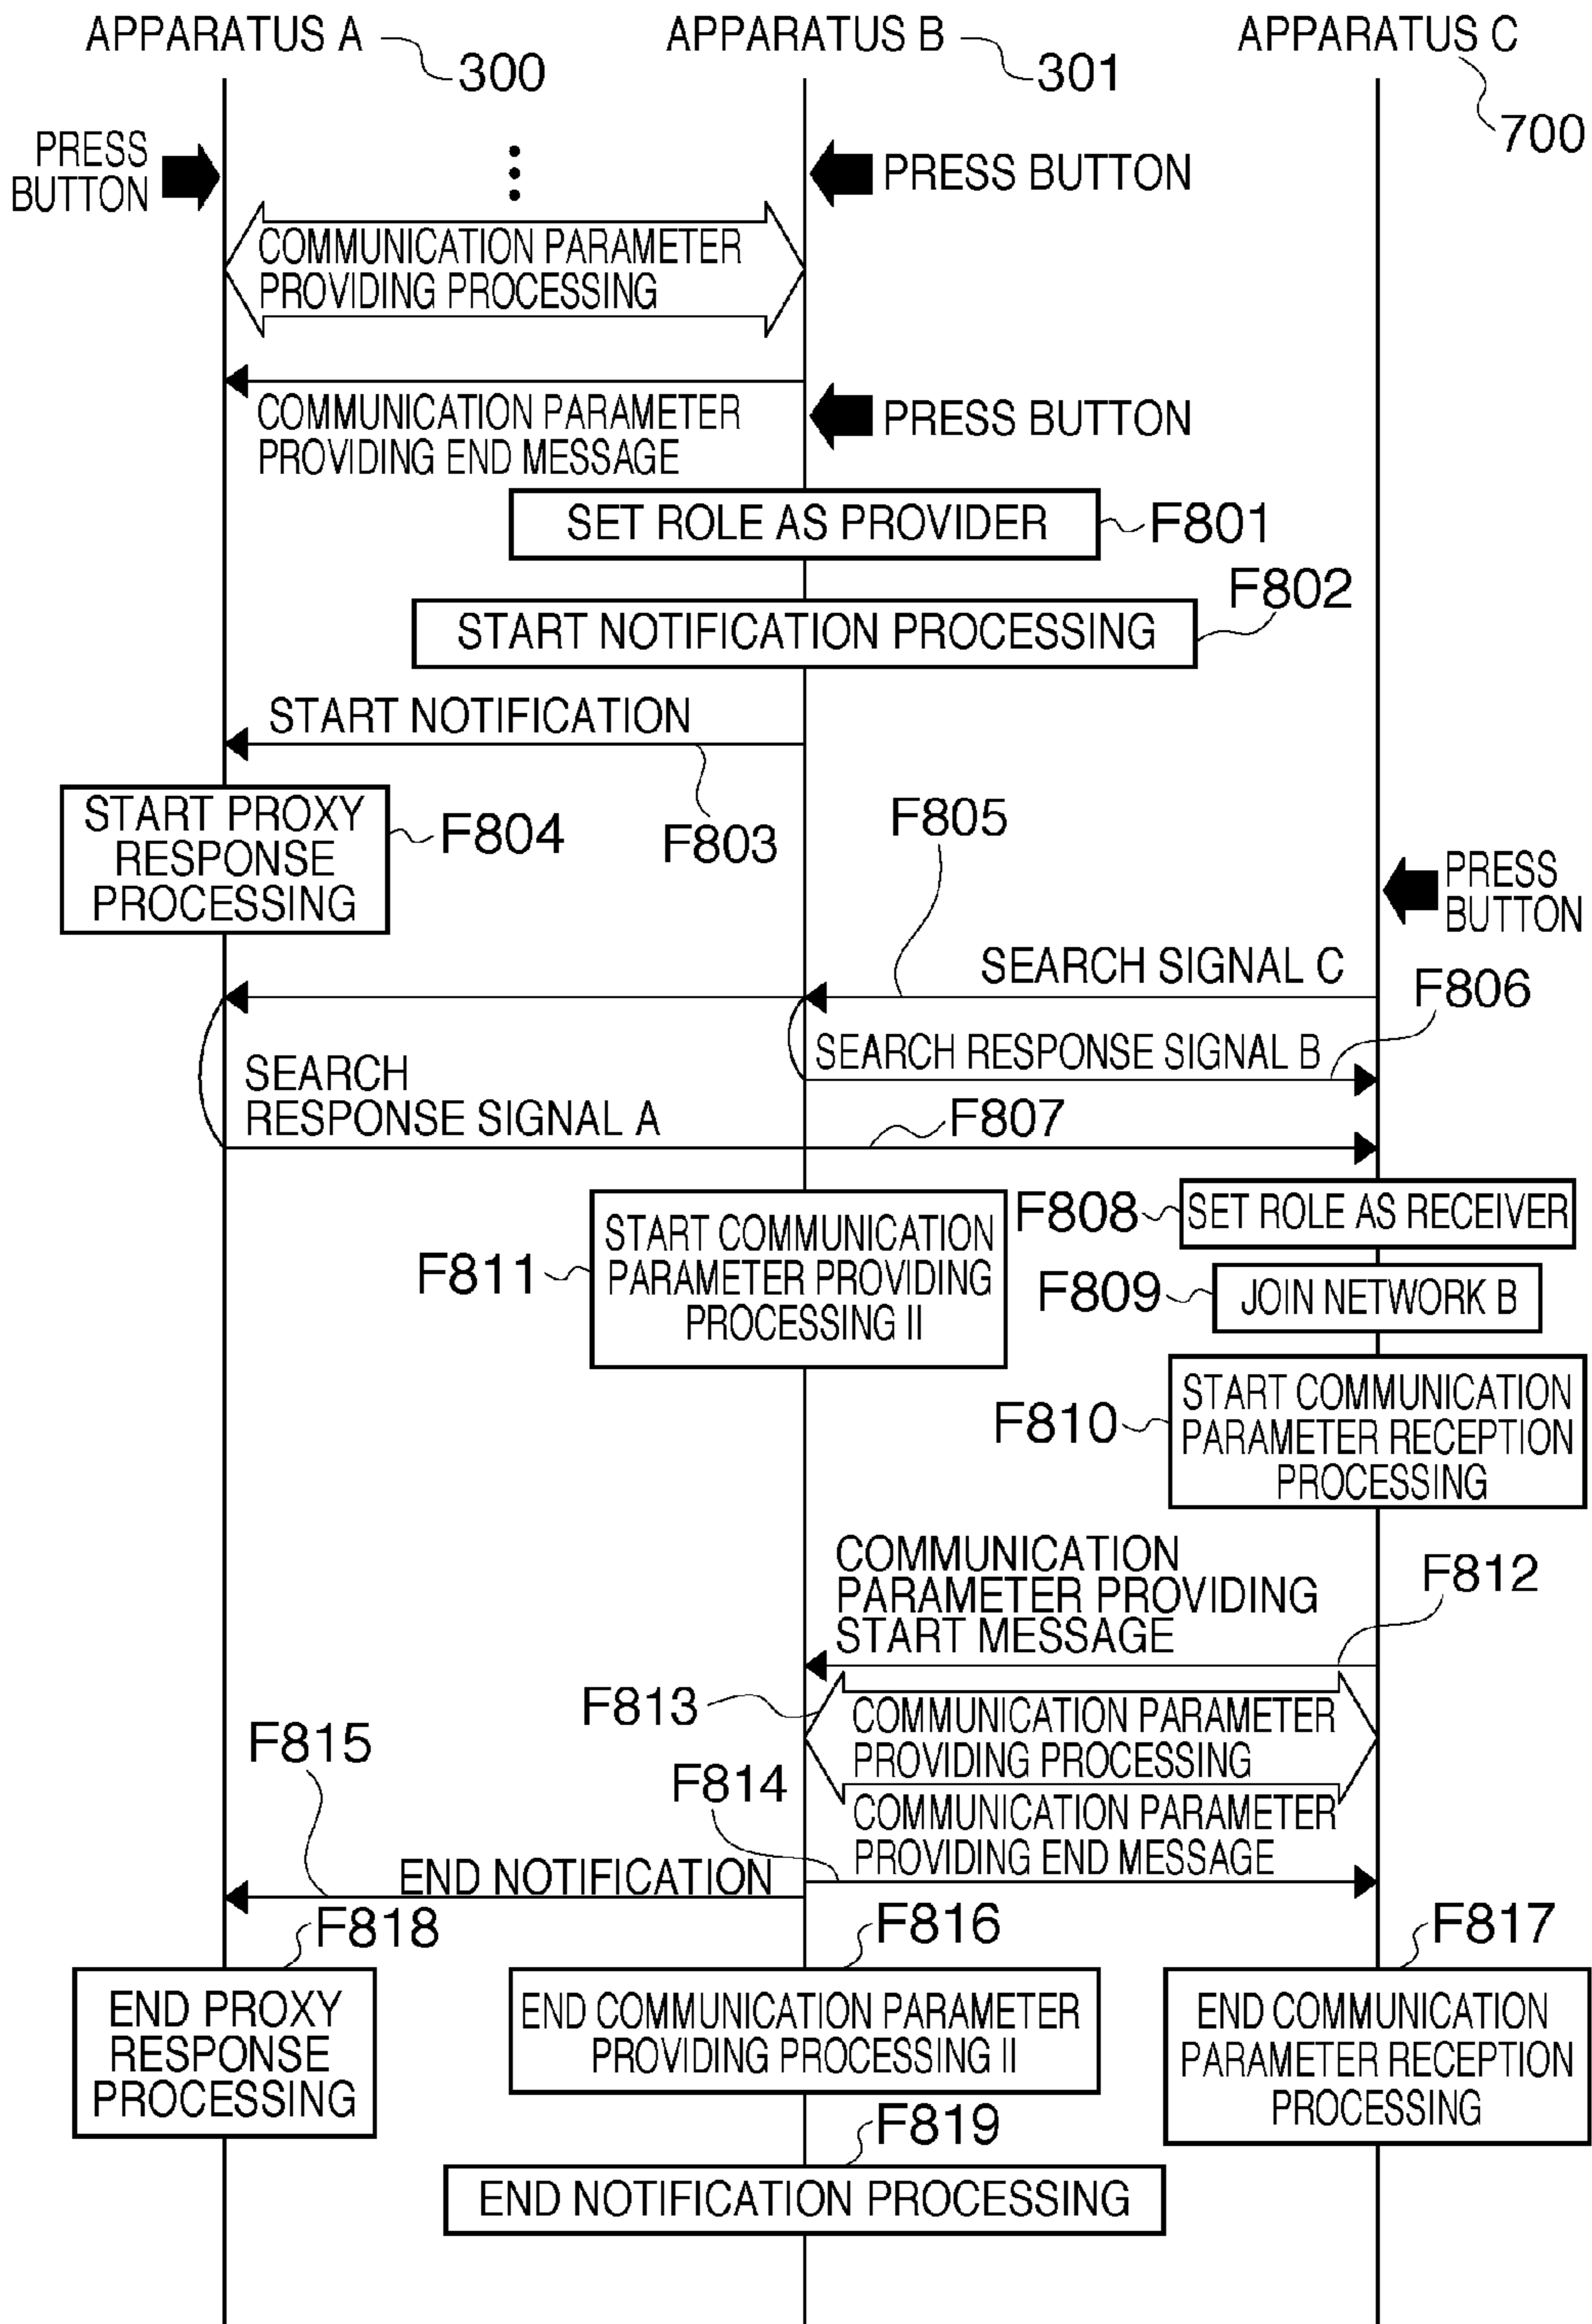 APPARATUS A
300
APPARATUS B
301
APPARATUS C
700
PRESS
BUTTON
PRESS BUTTON
COMMUNICATION PARAMETER
PROVIDING PROCESSING
COMMUNICATION PARAMETER
PROVIDING END MESSAGE
PRESS BUTTON
SET ROLE AS PROVIDER
F801
F802
START NOTIFICATION PROCESSING
START NOTIFICATION
F803
START PROXY
RESPONSE
PROCESSING
F804
F805
PRESS
BUTTON
SEARCH SIGNAL C
F806
SEARCH RESPONSE SIGNAL B
SEARCH
RESPONSE SIGNAL A
F807
F808
SET ROLE AS RECEIVER
F811
START COMMUNICATION
PARAMETER PROVIDING
PROCESSING II
F809
JOIN NETWORK B
F810
START COMMUNICATION
PARAMETER RECEPTION
PROCESSING
COMMUNICATION
PARAMETER PROVIDING
START MESSAGE
F812
F813
COMMUNICATION PARAMETER
PROVIDING PROCESSING
F815
F814
COMMUNICATION PARAMETER
PROVIDING END MESSAGE
END NOTIFICATION
F818
F816
F817
END PROXY
RESPONSE
PROCESSING
END COMMUNICATION PARAMETER
PROVIDING PROCESSING II
END COMMUNICATION
PARAMETER RECEPTION
PROCESSING
F819
END NOTIFICATION PROCESSING